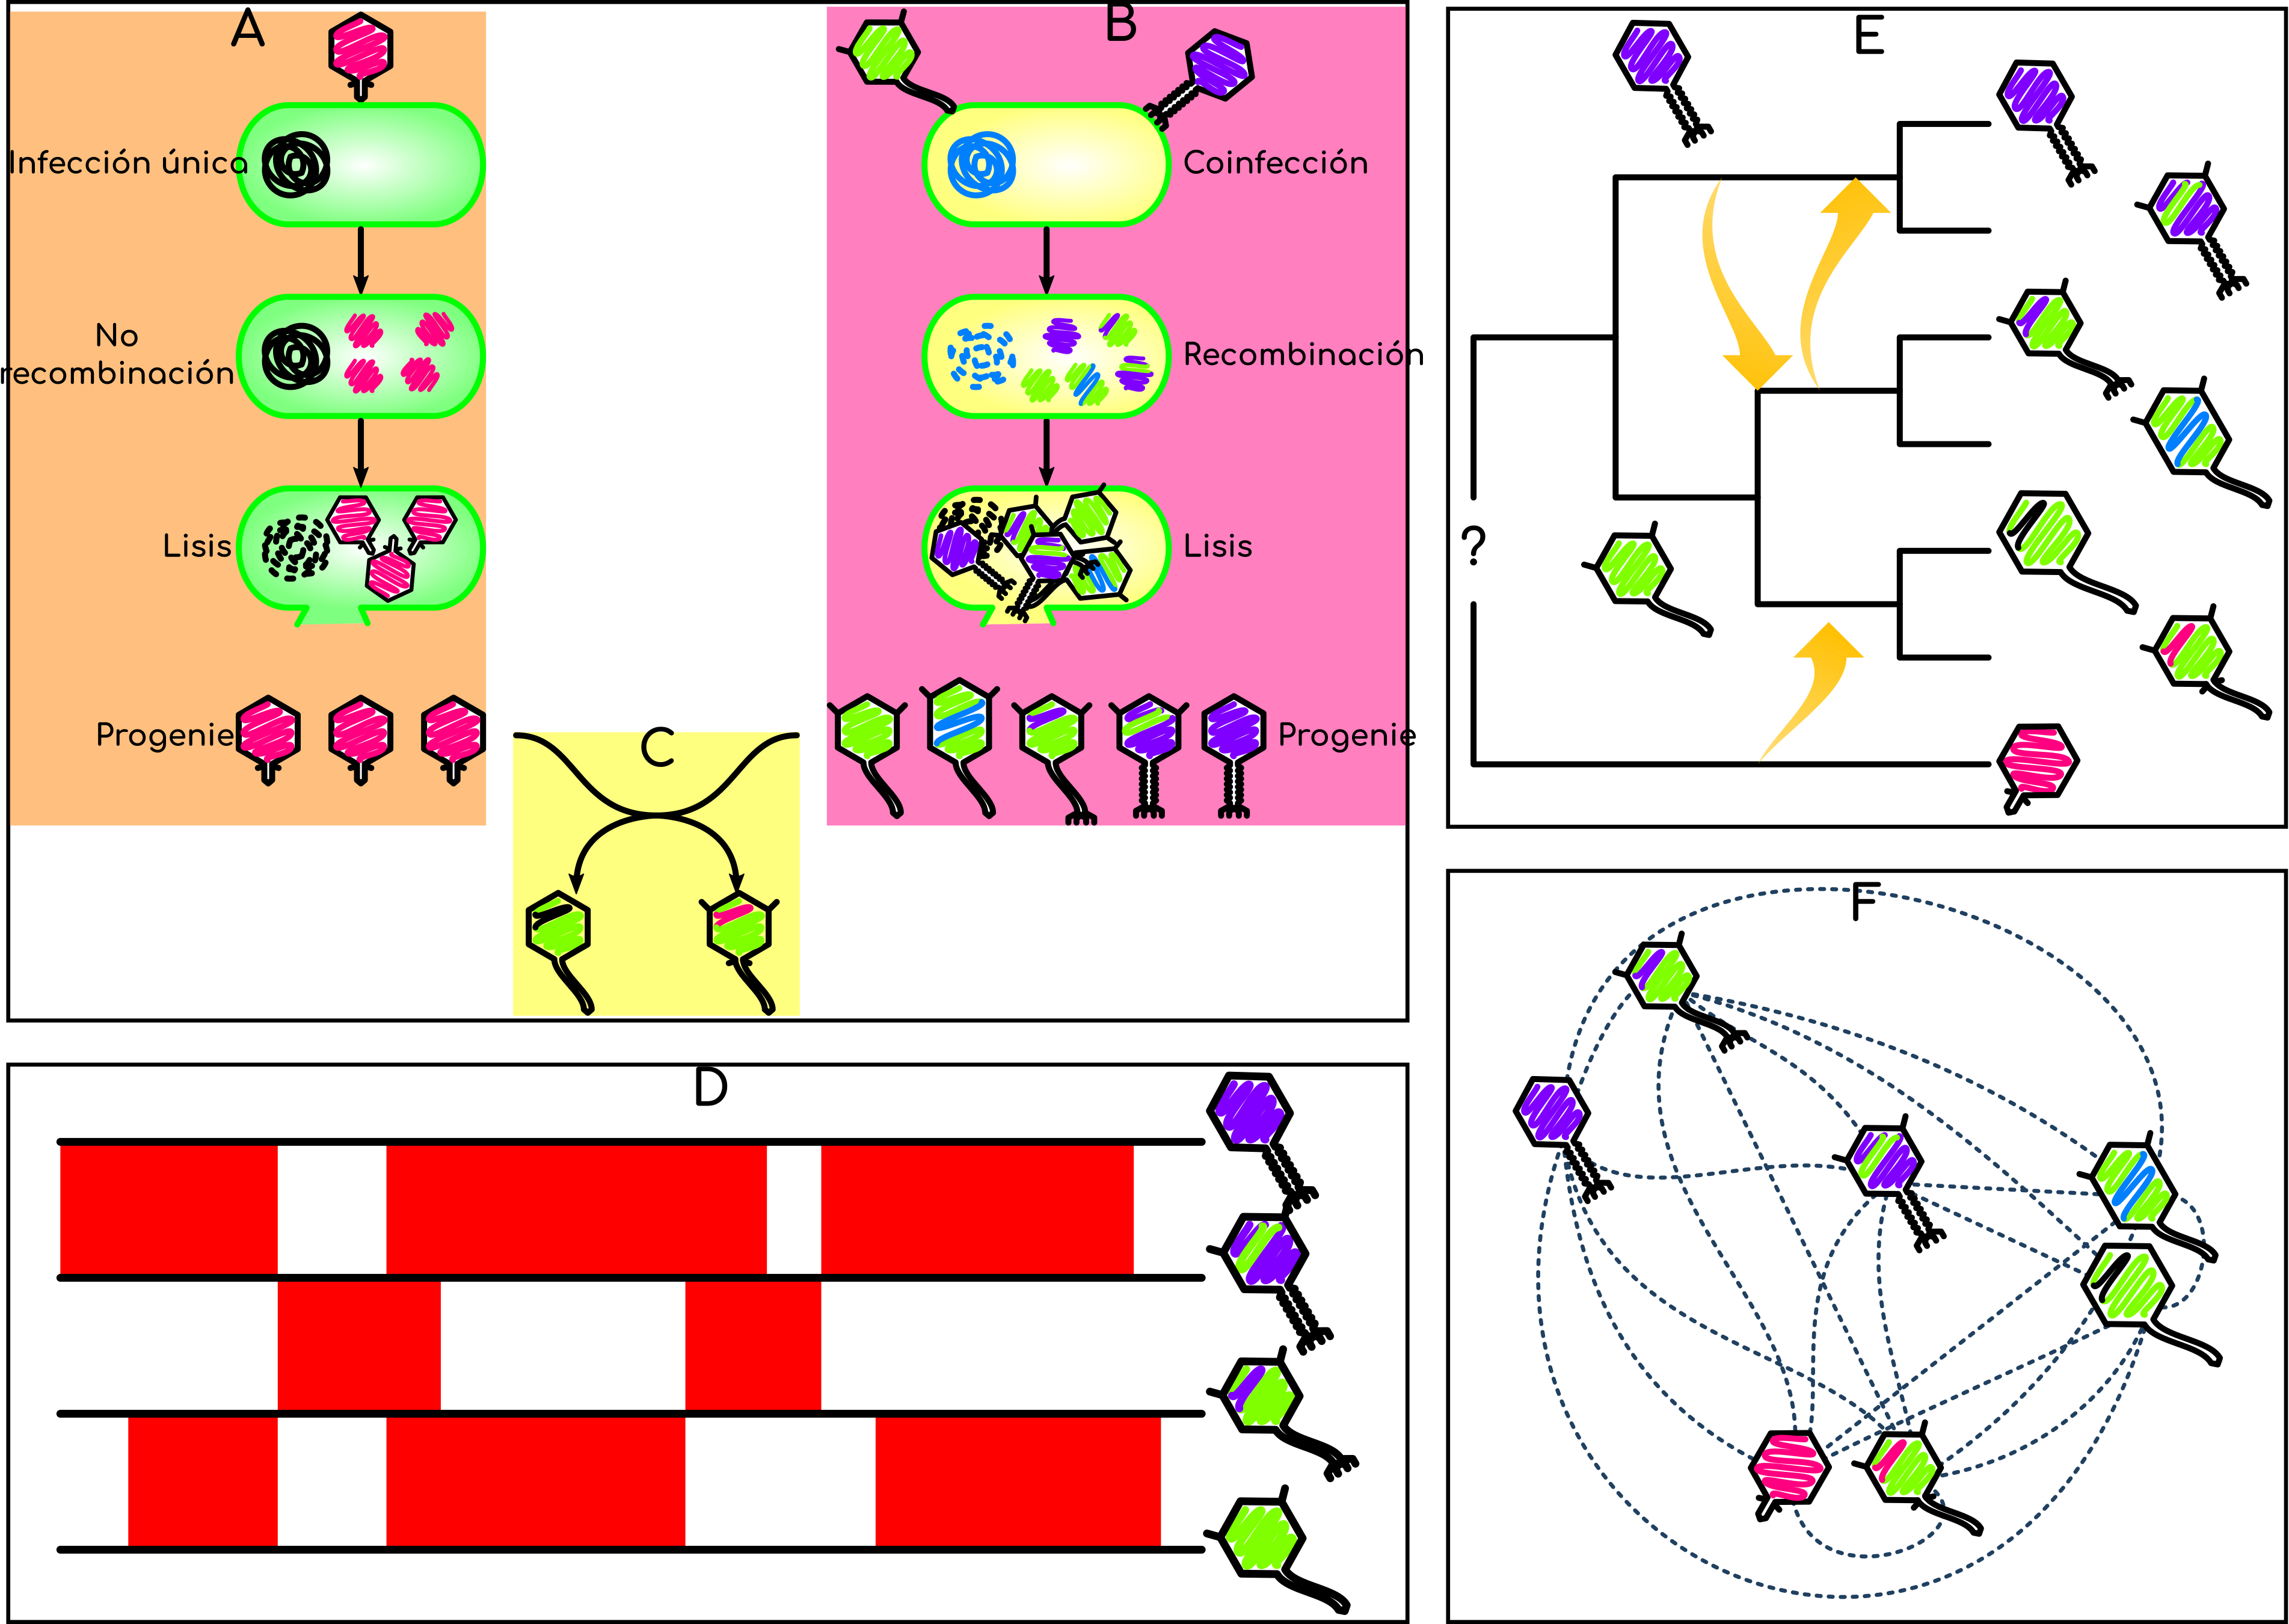 A
Infección única
No
recombinación
Lisis
Progenie
B
Coinfección
Recombinación
Lisis
Progenie
C
D
E
?
F